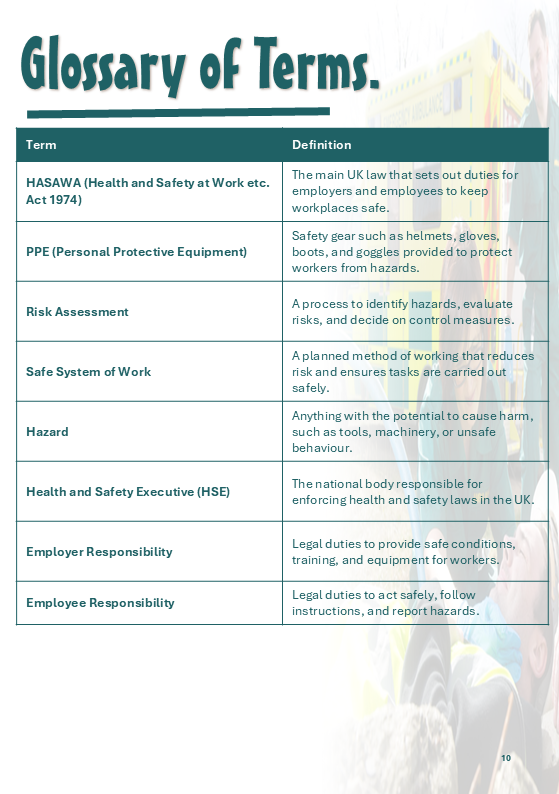 Glossary of Terms.
Term
Definition
HASAWA (Health and Safety at Work etc.
Act 1974)
The main UK law that sets out duties for
employers and employees to keep
workplaces safe.
PPE (Personal Protective Equipment)
Safety gear such as helmets, gloves,
boots, and goggles provided to protect
workers from hazards.
Risk Assessment
A process to identify hazards, evaluate
risks, and decide on control measures.
Safe System of Work
A planned method of working that reduces
risk and ensures tasks are carried out
safely.
Hazard
Anything with the potential to cause harm,
such as tools, machinery, or unsafe
behaviour.
Health and Safety Executive (HSE)
The national body responsible for
enforcing health and safety laws in the UK.
Employer Responsibility
Legal duties to provide safe conditions,
training, and equipment for workers.
Employee Responsibility
Legal duties to act safely, follow
instructions, and report hazards.
10